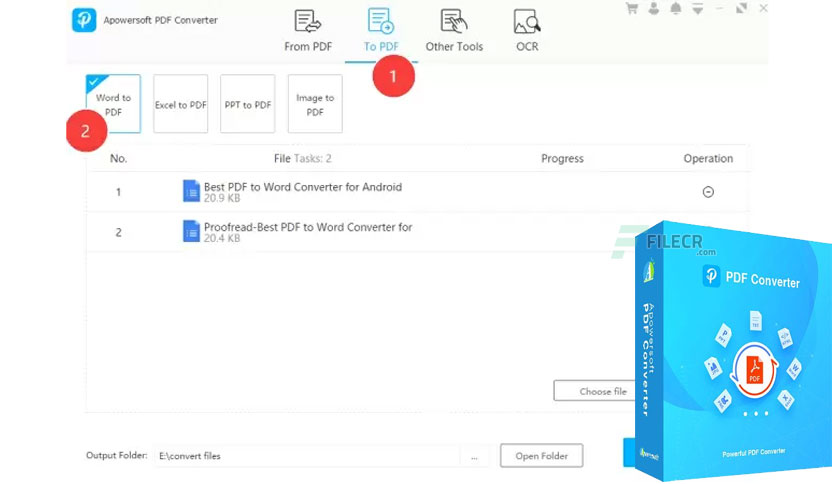 Apowersoft PDF Converter
From PDF
To PDF
Other Tools
OCR
1
Word to
PDF
Excel to PDF
PPT to PDF
Image to
PDF
2
No.
File Tasks: 2
Progress
Operation
1
Best PDF to Word Converter for Android
20.9 KB
2
Proofread-Best PDF to Word Converter for
20.4 KB
FILECR
.com
Choose file
Output Folder:
E:\convert files
...
Open Folder
PDF Converter
Apowersoft
PDF Converter
TXT
PPT
W
PDF
Powerful PDF Converter
Apowersoft